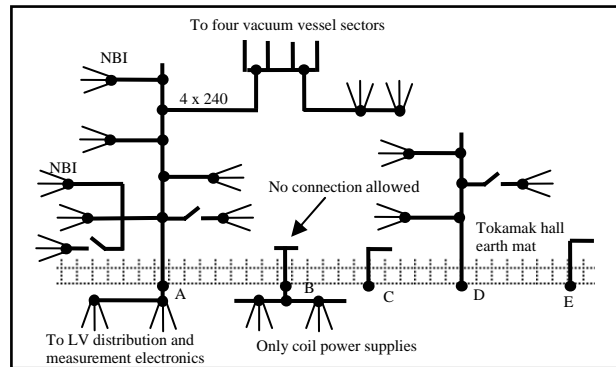 To four vacuum vessel sectors
NBI
4 x 240
NBI
No connection allowed
Tokamak hall
earth mat
A
B
C
D
E
To LV distribution and
measurement electronics
Only coil power supplies